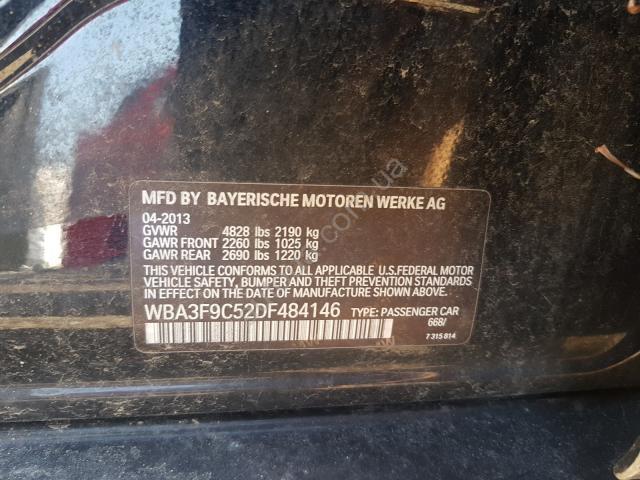 MFD BY BAYERISCHE MOTOREN WERKE AG
04-2013
GVWR 4828 lbs 2190 kg
GAWR FRONT 2260 lbs 1025 kg
GAWR REAR 2690 lbs 1220 kg
THIS VEHICLE CONFORMS TO ALL APPLICABLE U.S.FEDERAL MOTOR
VEHICLE SAFETY, BUMPER AND THEFT PREVENTION STANDARDS
IN EFFECT ON THE DATE OF MANUFACTURE SHOWN ABOVE.
WBA3F9C52DF484146 TYPE: PASSENGER CAR
668/
7 315 814